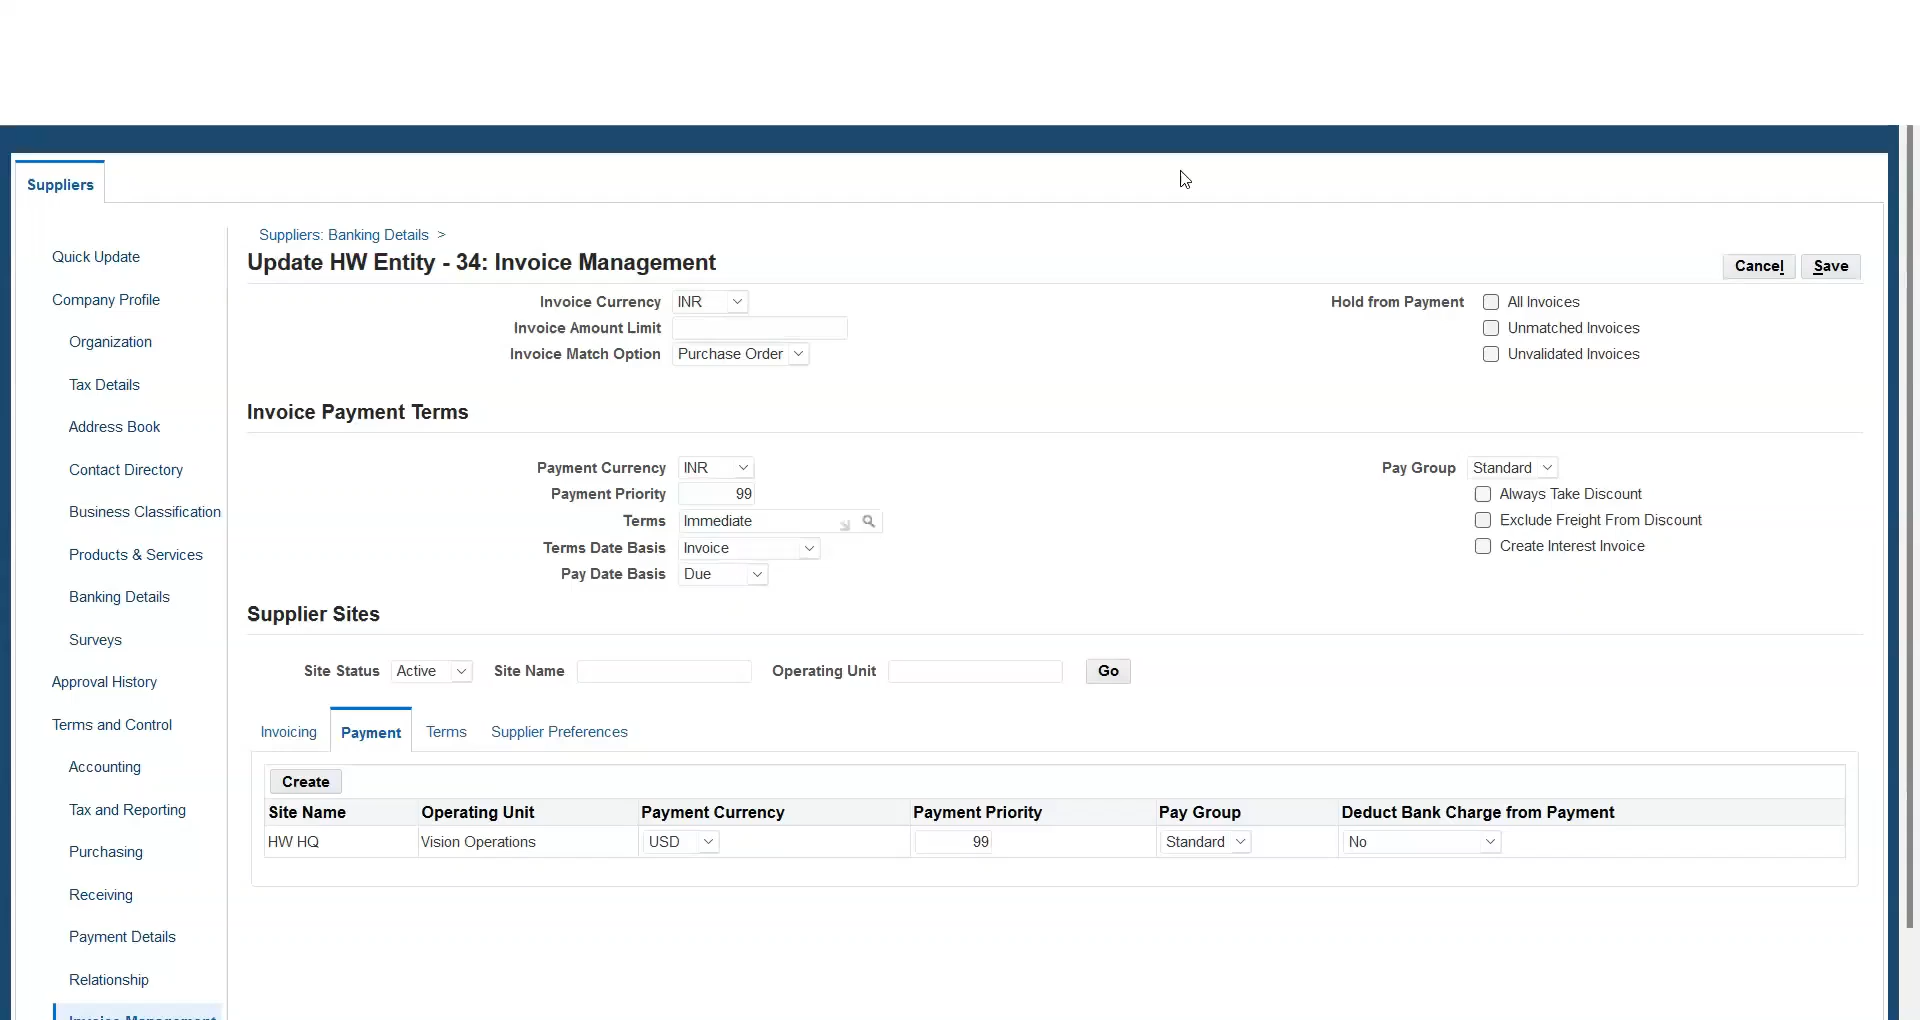 Suppliers
Suppliers: Banking Details >
Update HW Entity - 34: Invoice Management
Cancel Save
Quick Update
Company Profile
Organization
Tax Details
Address Book
Contact Directory
Business Classification
Products & Services
Banking Details
Surveys
Approval History
Terms and Control
Accounting
Tax and Reporting
Purchasing
Receiving
Payment Details
Relationship
Invoice Management
Invoice Currency INR
Invoice Amount Limit
Invoice Match Option Purchase Order
Hold from Payment All Invoices
Unmatched Invoices
Unvalidated Invoices
Invoice Payment Terms
Payment Currency INR
Payment Priority 99
Terms Immediate
Terms Date Basis Invoice
Pay Date Basis Due
Pay Group Standard
Always Take Discount
Exclude Freight From Discount
Create Interest Invoice
Supplier Sites
Site Status Active Site Name Operating Unit Go
Invoicing Payment Terms Supplier Preferences
Create
Site Name Operating Unit Payment Currency Payment Priority Pay Group Deduct Bank Charge from Payment
HW HQ Vision Operations USD 99 Standard No